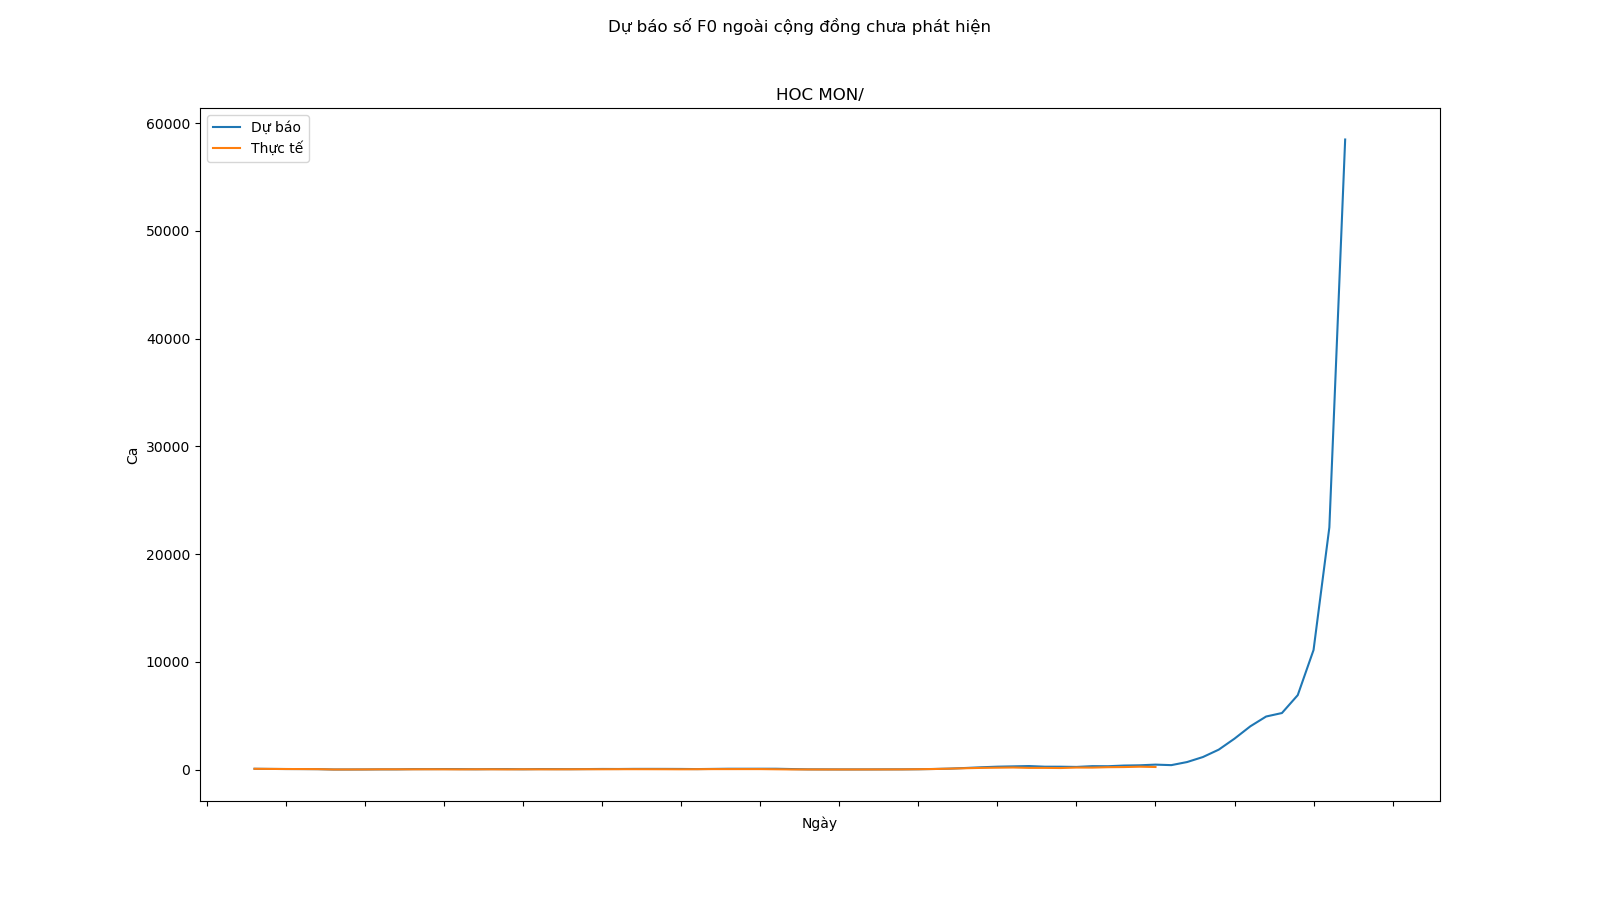 Dự báo số F0 ngoài cộng đồng chưa phát hiện
HOC MON/
Dự báo
Thực tế
60000
50000
40000
30000
20000
10000
0
Ca
Ngày